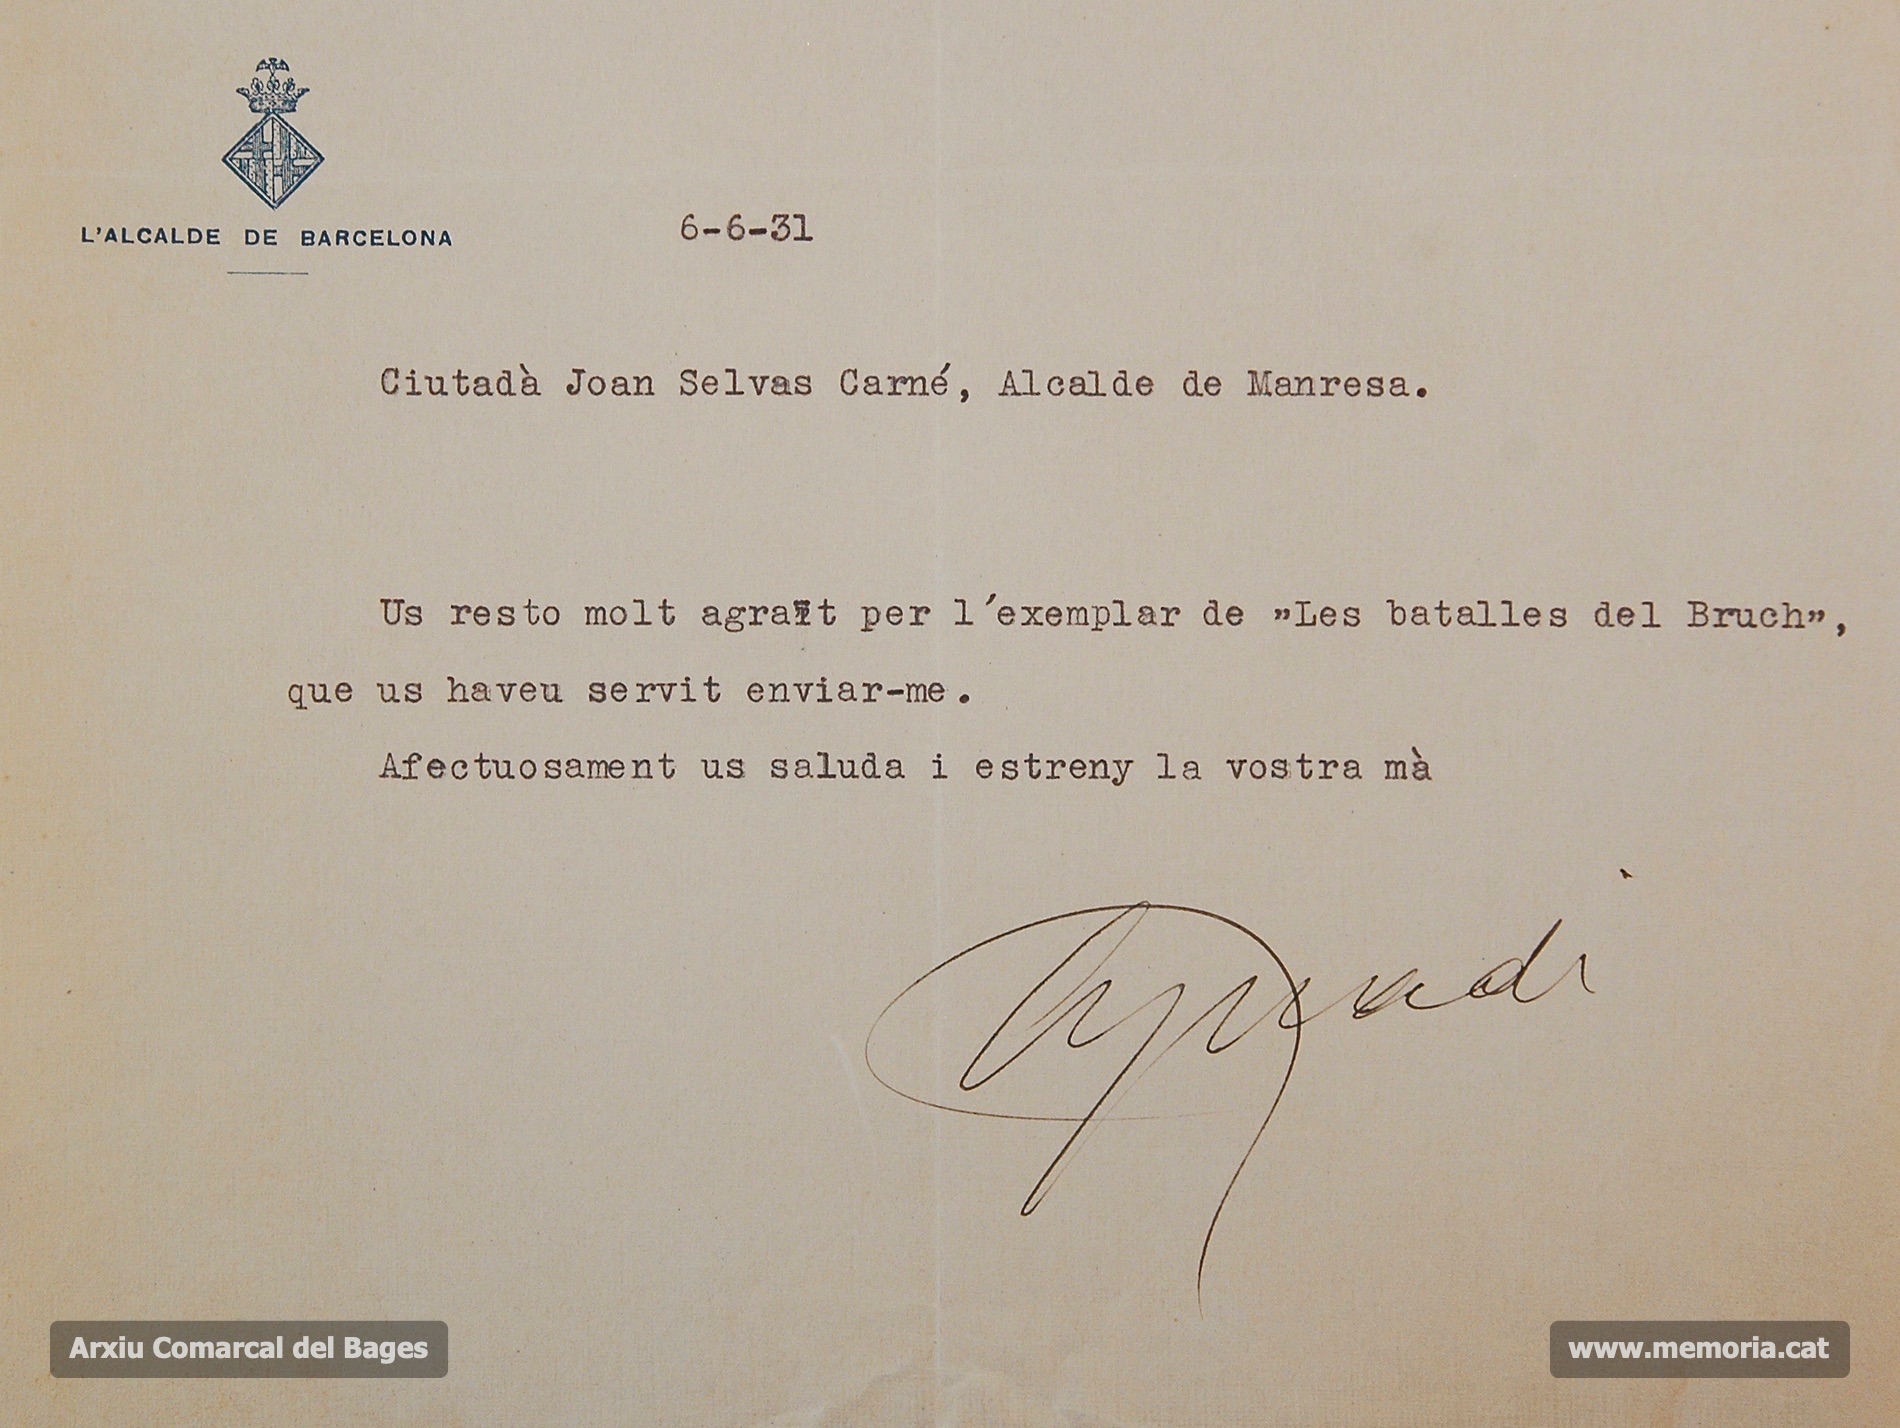 L'ALCALDE DE BARCELONA
6-6-31
Ciutadà Joan Selvas Carné, Alcalde de Manresa.
Us resto molt agraït per l'exemplar de "Les batalles del Bruch",
que us haveu servit enviar-me.
Afectuosament us saluda i estreny la vostra mà
Arxiu Comarcal del Bages
www.memoria.cat